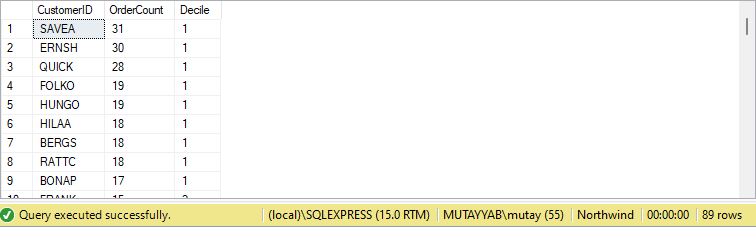 CustomerID OrderCount Decile
1 SAVEA 31 1
2 ERNSH 30 1
3 QUICK 28 1
4 FOLKO 19 1
5 HUNGO 19 1
6 HILAA 18 1
7 BERGS 18 1
8 RATTC 18 1
9 BONAP 17 1
10 FRANK 15 2
Query executed successfully. (local)\SQLEXPRESS (15.0 RTM) MUTAYYAB\mutay (55) Northwind 00:00:00 89 rows